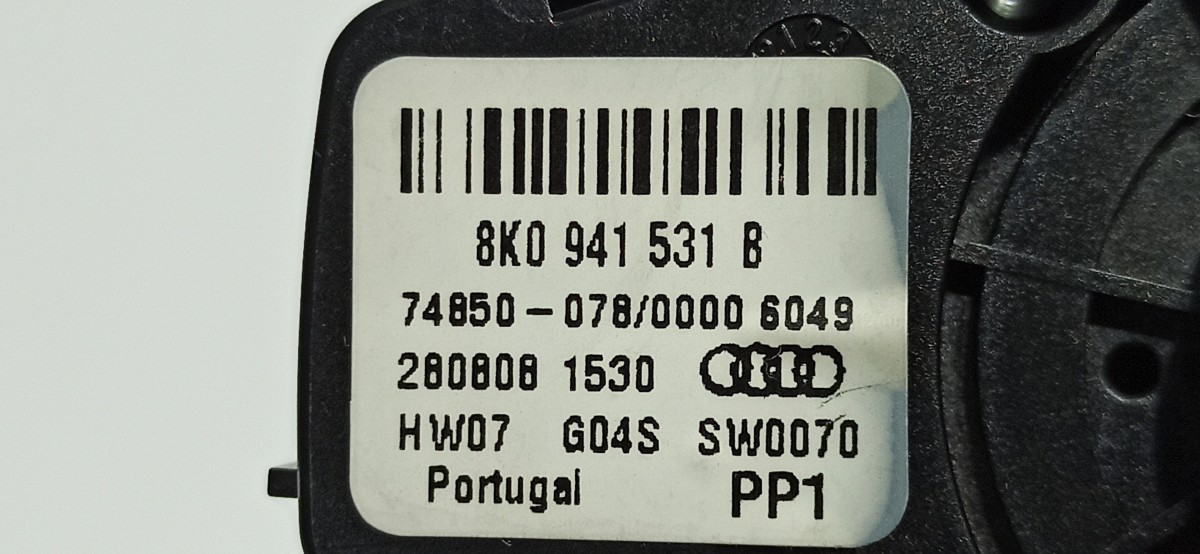 8K0 941 531 B
74850-078/0000 6049
280808 1530
HW07 G04S SW0070
Portugal PP1